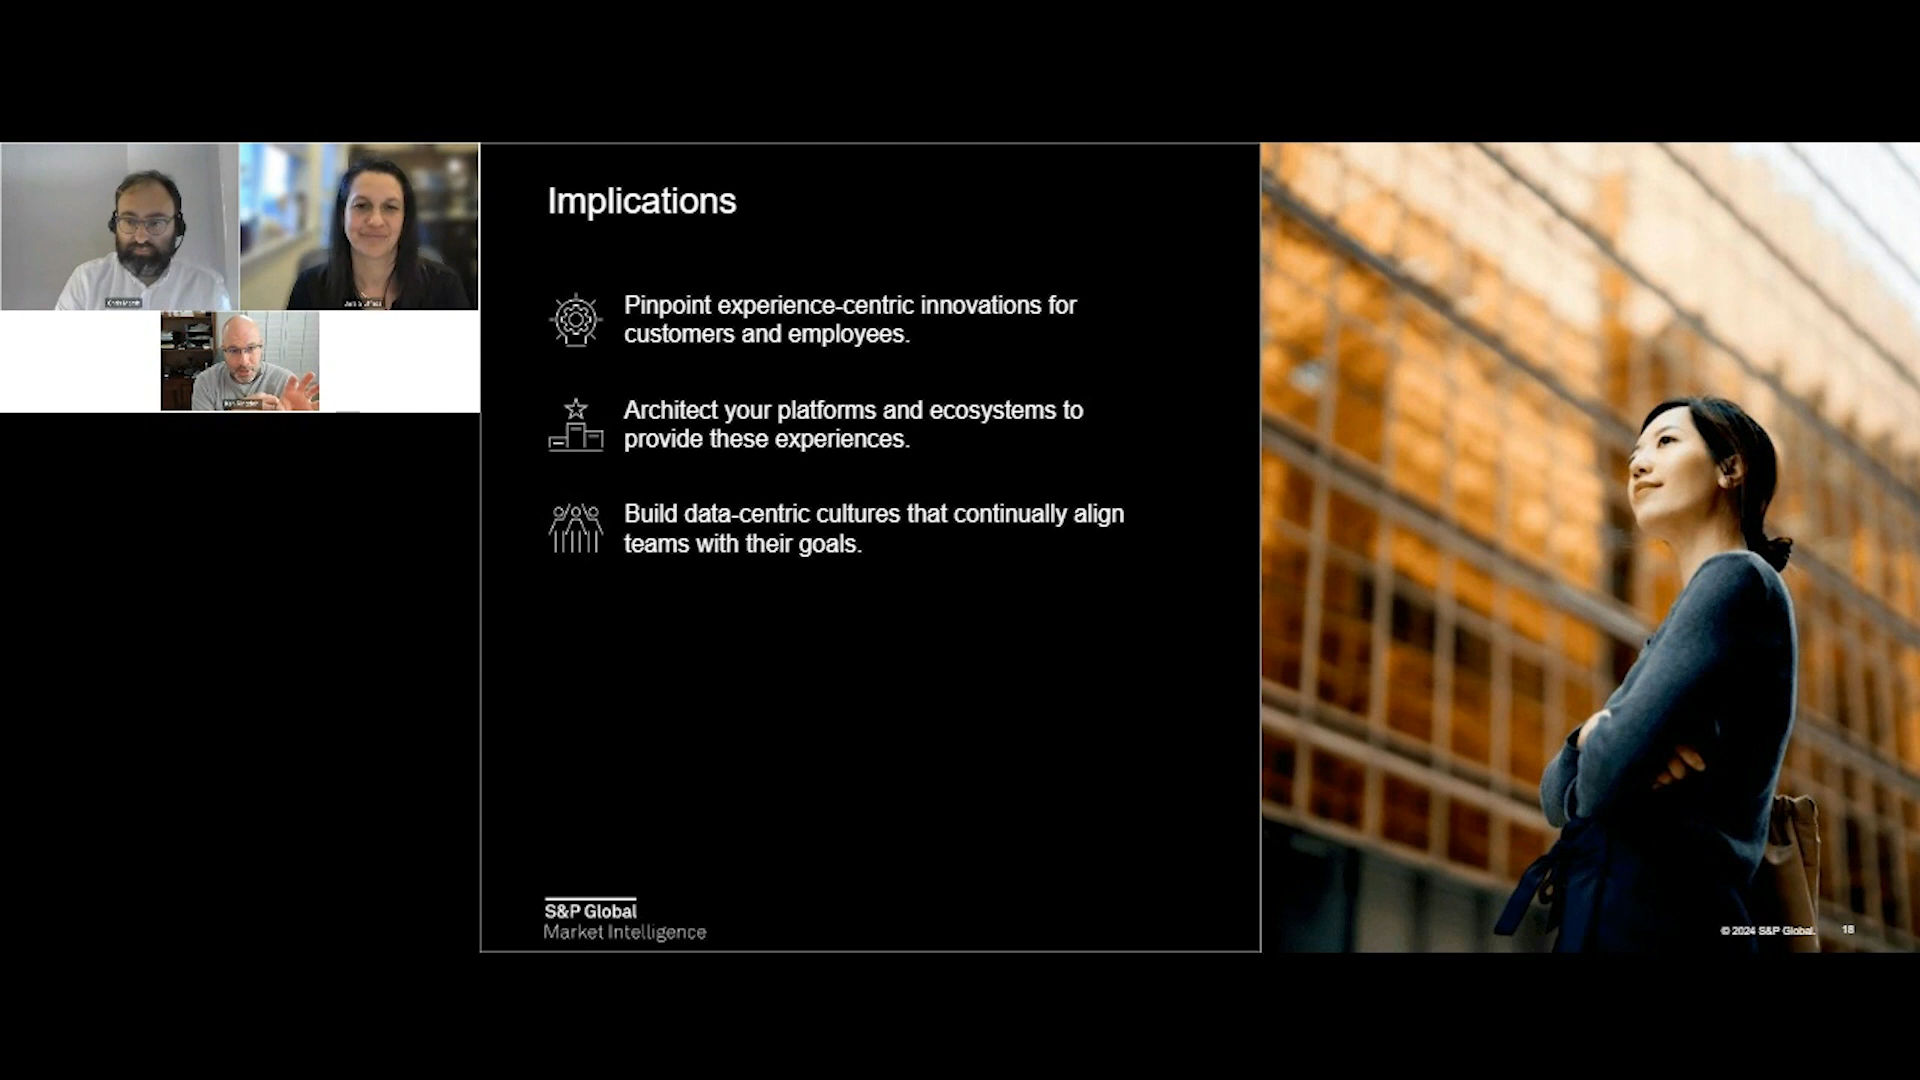 Implications
Pinpoint experience-centric innovations for
customers and employees.
Architect your platforms and ecosystems to
provide these experiences.
Build data-centric cultures that continually align
teams with their goals.
S&P Global
Market Intelligence
© 2024 S&P Global.
18